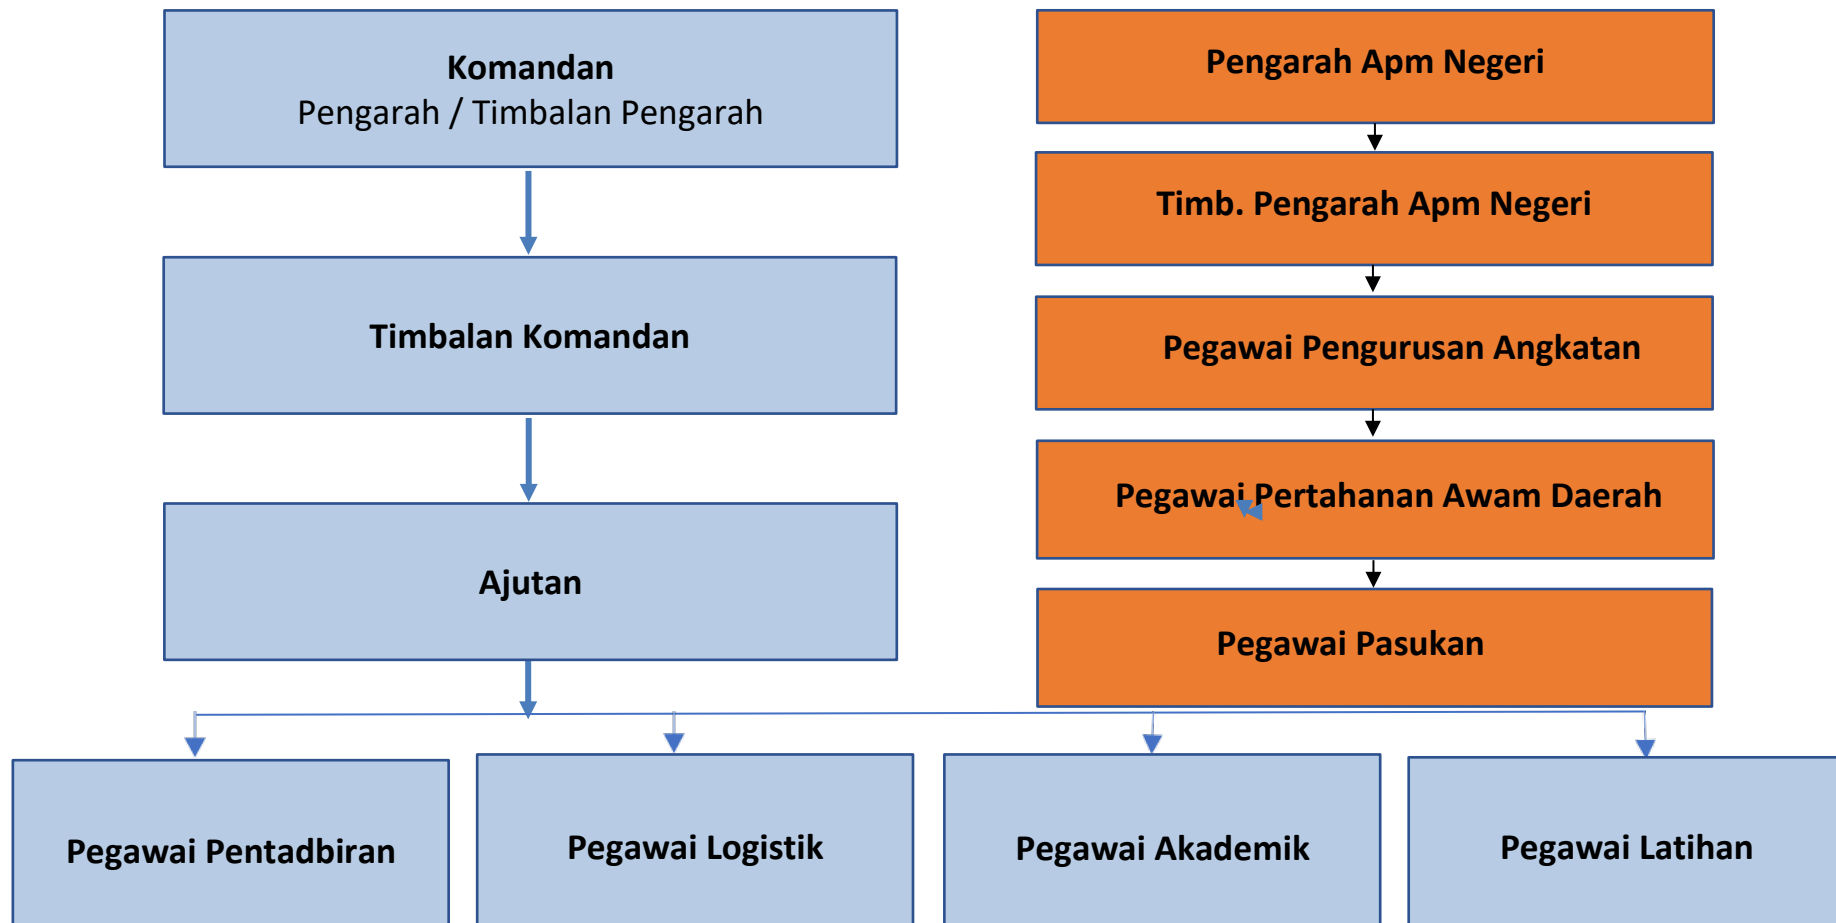 Komandan
Pengarah / Timbalan Pengarah
Timbalan Komandan
Ajutan
Pengarah Apm Negeri
Timb. Pengarah Apm Negeri
Pegawai Pengurusan Angkatan
Pegawai Pertahanan Awam Daerah
Pegawai Pasukan
Pegawai Pentadbiran
Pegawai Logistik
Pegawai Akademik
Pegawai Latihan